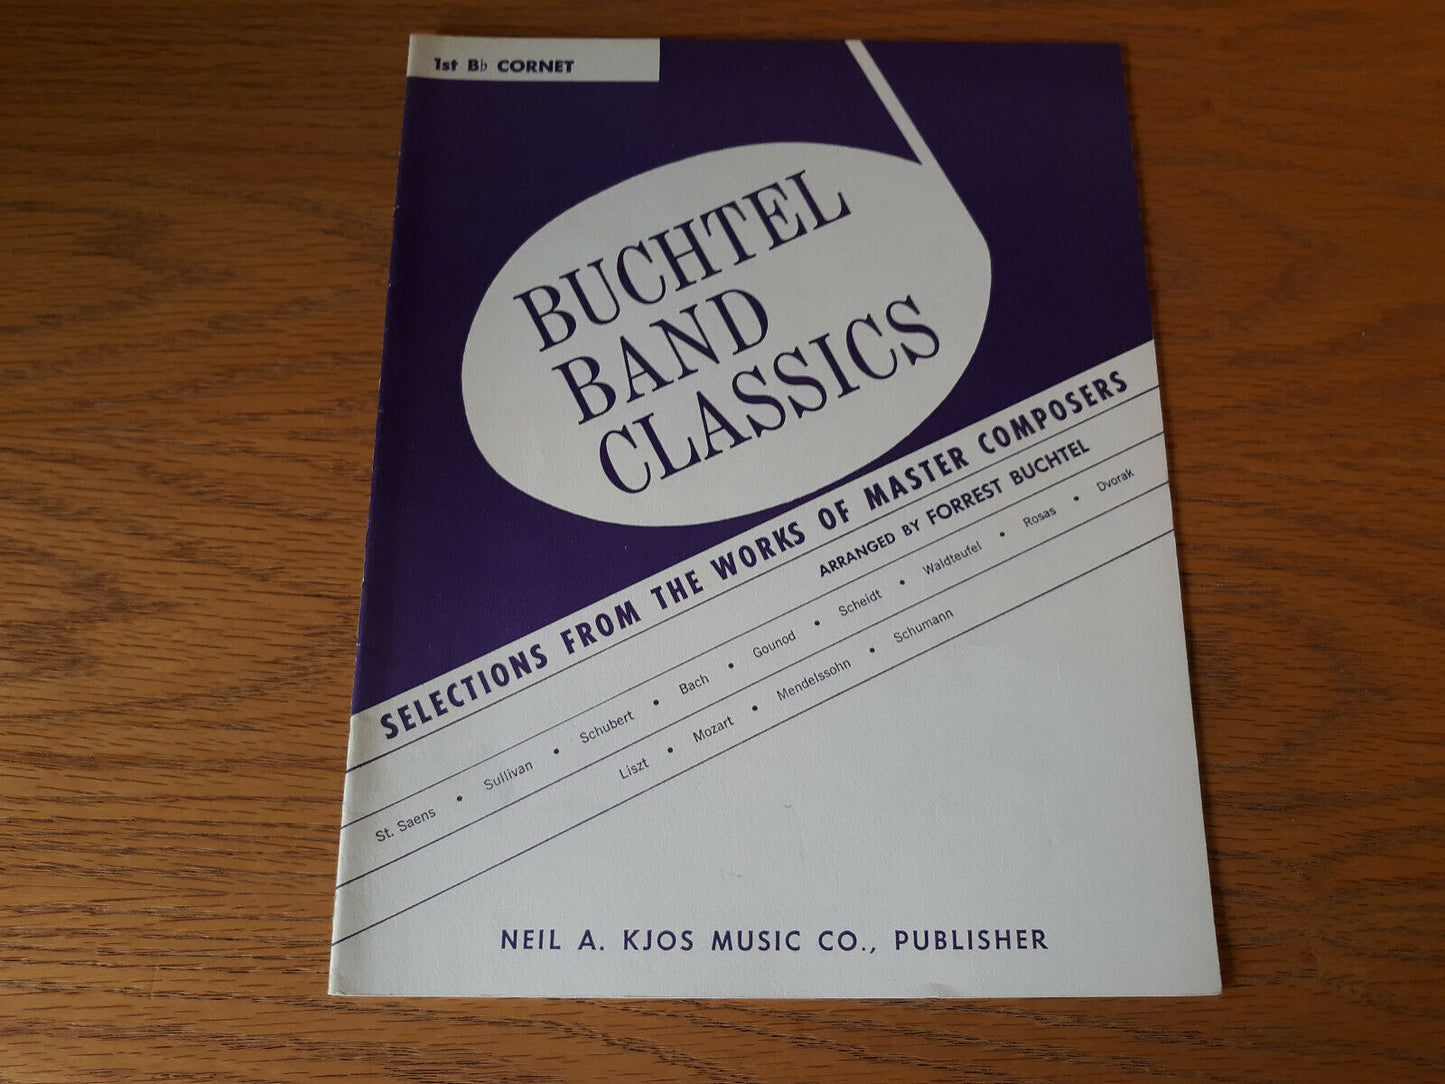 1st B♭ CORNET
BUCHTEL
BAND
CLASSICS
SELECTIONS FROM THE WORKS OF MASTER COMPOSERS
ARRANGED BY FORREST BUCHTEL
St. Saens • Sullivan • Schubert • Bach • Gounod • Scheidt • Waldteufel • Rosas • Dvorak
Liszt • Mozart • Mendelssohn • Schumann
NEIL A. KJOS MUSIC CO., PUBLISHER